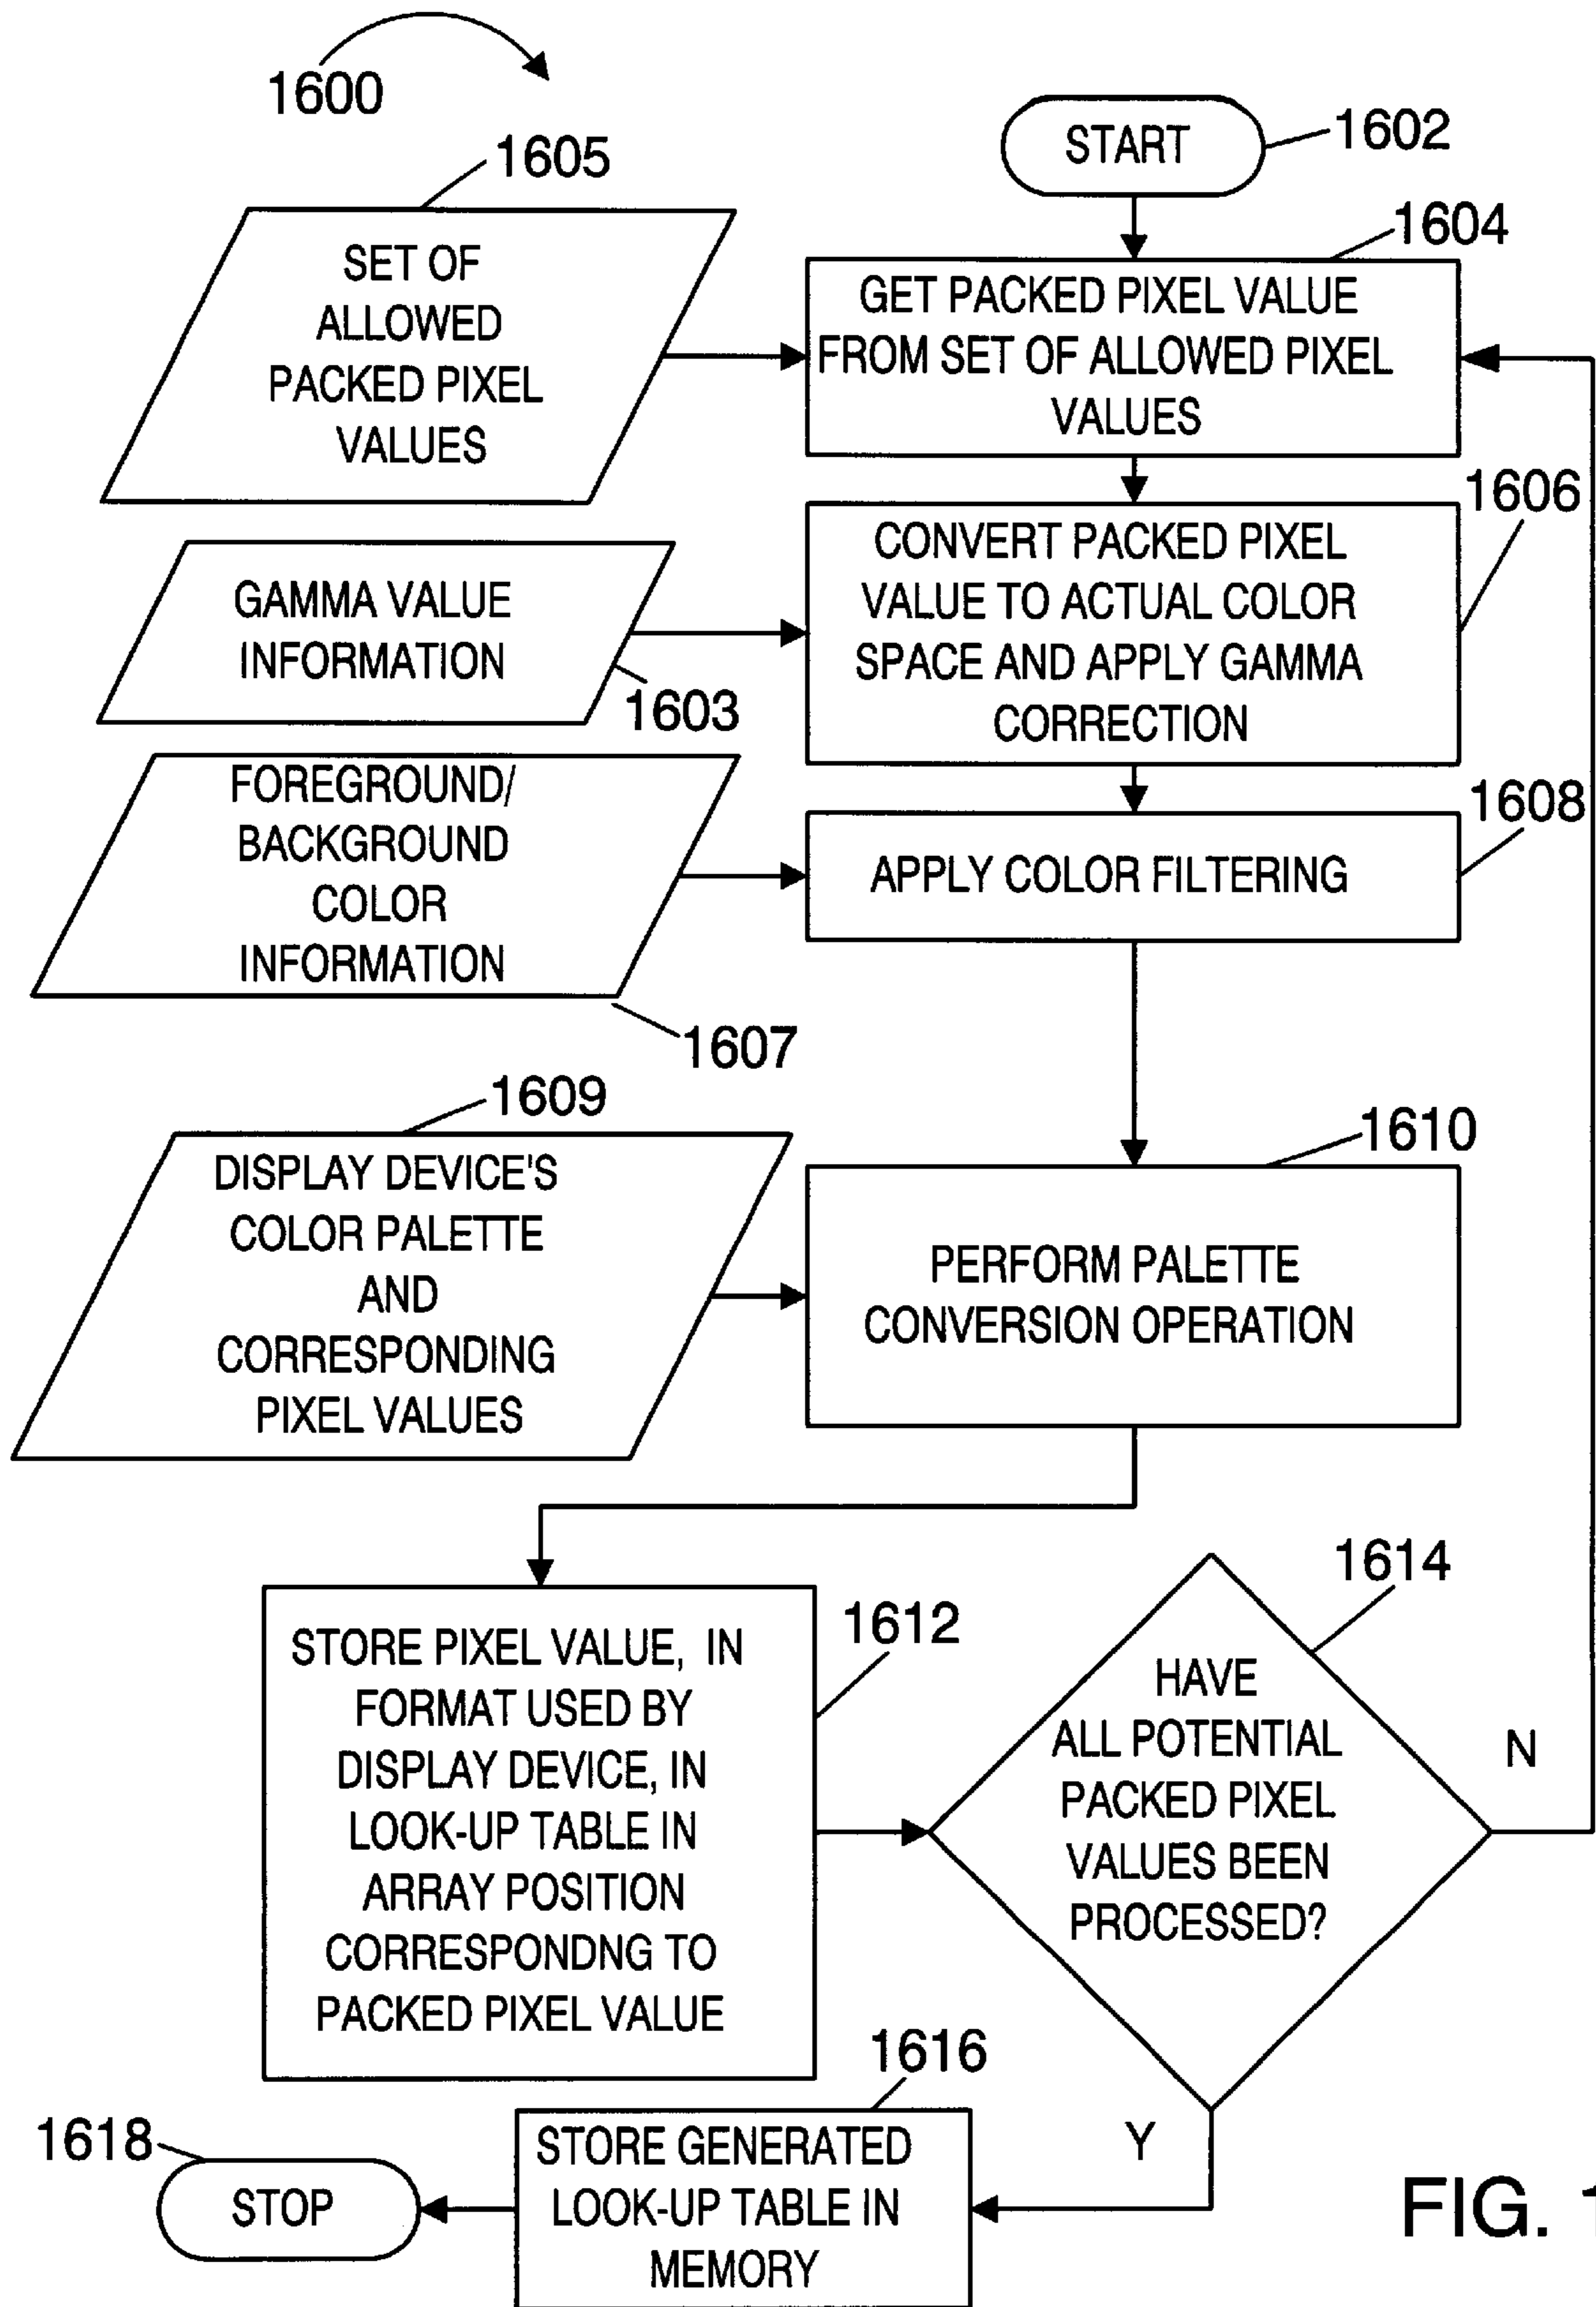 1600
START
1602
1605
SET OF
ALLOWED
PACKED PIXEL
VALUES
1604
GET PACKED PIXEL VALUE
FROM SET OF ALLOWED PIXEL
VALUES
GAMMA VALUE
INFORMATION
1603
1606
CONVERT PACKED PIXEL
VALUE TO ACTUAL COLOR
SPACE AND APPLY GAMMA
CORRECTION
FOREGROUND/
BACKGROUND
COLOR
INFORMATION
1607
1608
APPLY COLOR FILTERING
1609
DISPLAY DEVICE'S
COLOR PALETTE
AND
CORRESPONDING
PIXEL VALUES
1610
PERFORM PALETTE
CONVERSION OPERATION
1612
STORE PIXEL VALUE, IN
FORMAT USED BY
DISPLAY DEVICE, IN
LOOK-UP TABLE IN
ARRAY POSITION
CORRESPONDNG TO
PACKED PIXEL VALUE
1614
HAVE
ALL POTENTIAL
PACKED PIXEL
VALUES BEEN
PROCESSED?
N
Y
1616
STORE GENERATED
LOOK-UP TABLE IN
MEMORY
1618
STOP
FIG.